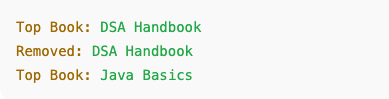 Top Book: DSA Handbook
Removed: DSA Handbook
Top Book: Java Basics